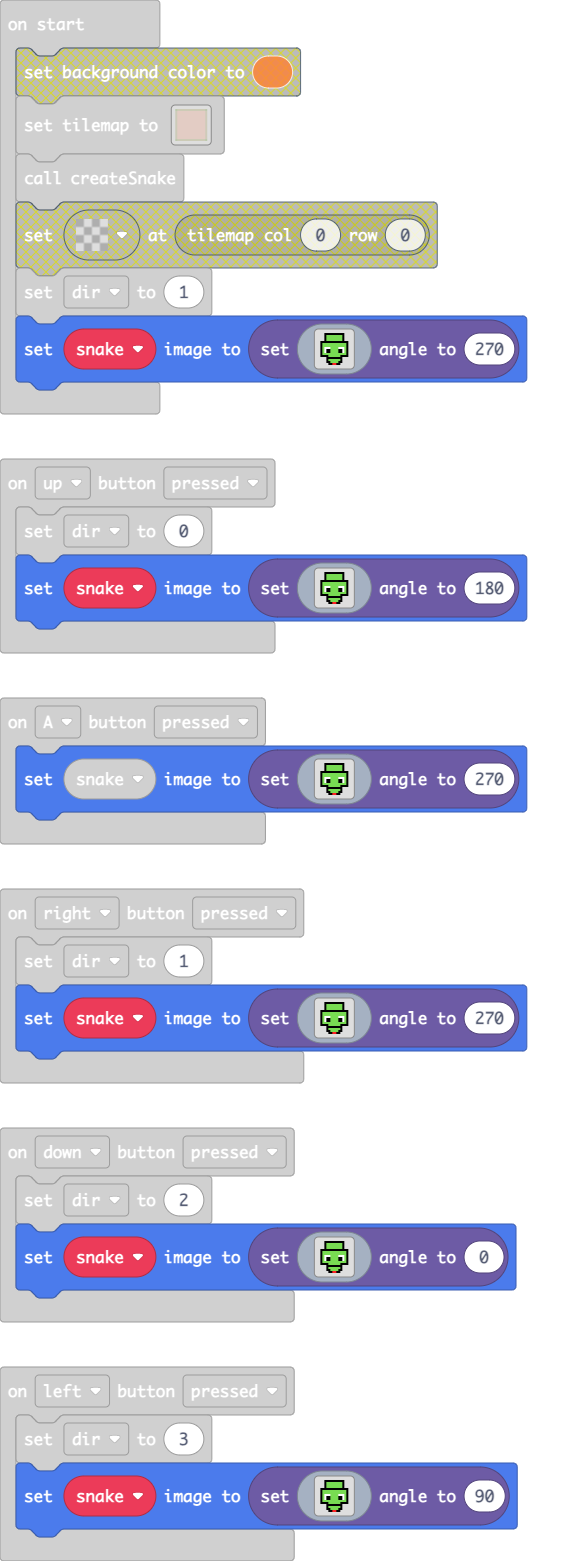 on start
set background color to
set tilemap to
call createSnake
set at tilemap col 0 row 0
set dir to 1
set snake image to set angle to 270
on up button pressed
set dir to 0
set snake image to set angle to 180
on A button pressed
set snake image to set angle to 270
on right button pressed
set dir to 1
set snake image to set angle to 270
on down button pressed
set dir to 2
set snake image to set angle to 0
on left button pressed
set dir to 3
set snake image to set angle to 90